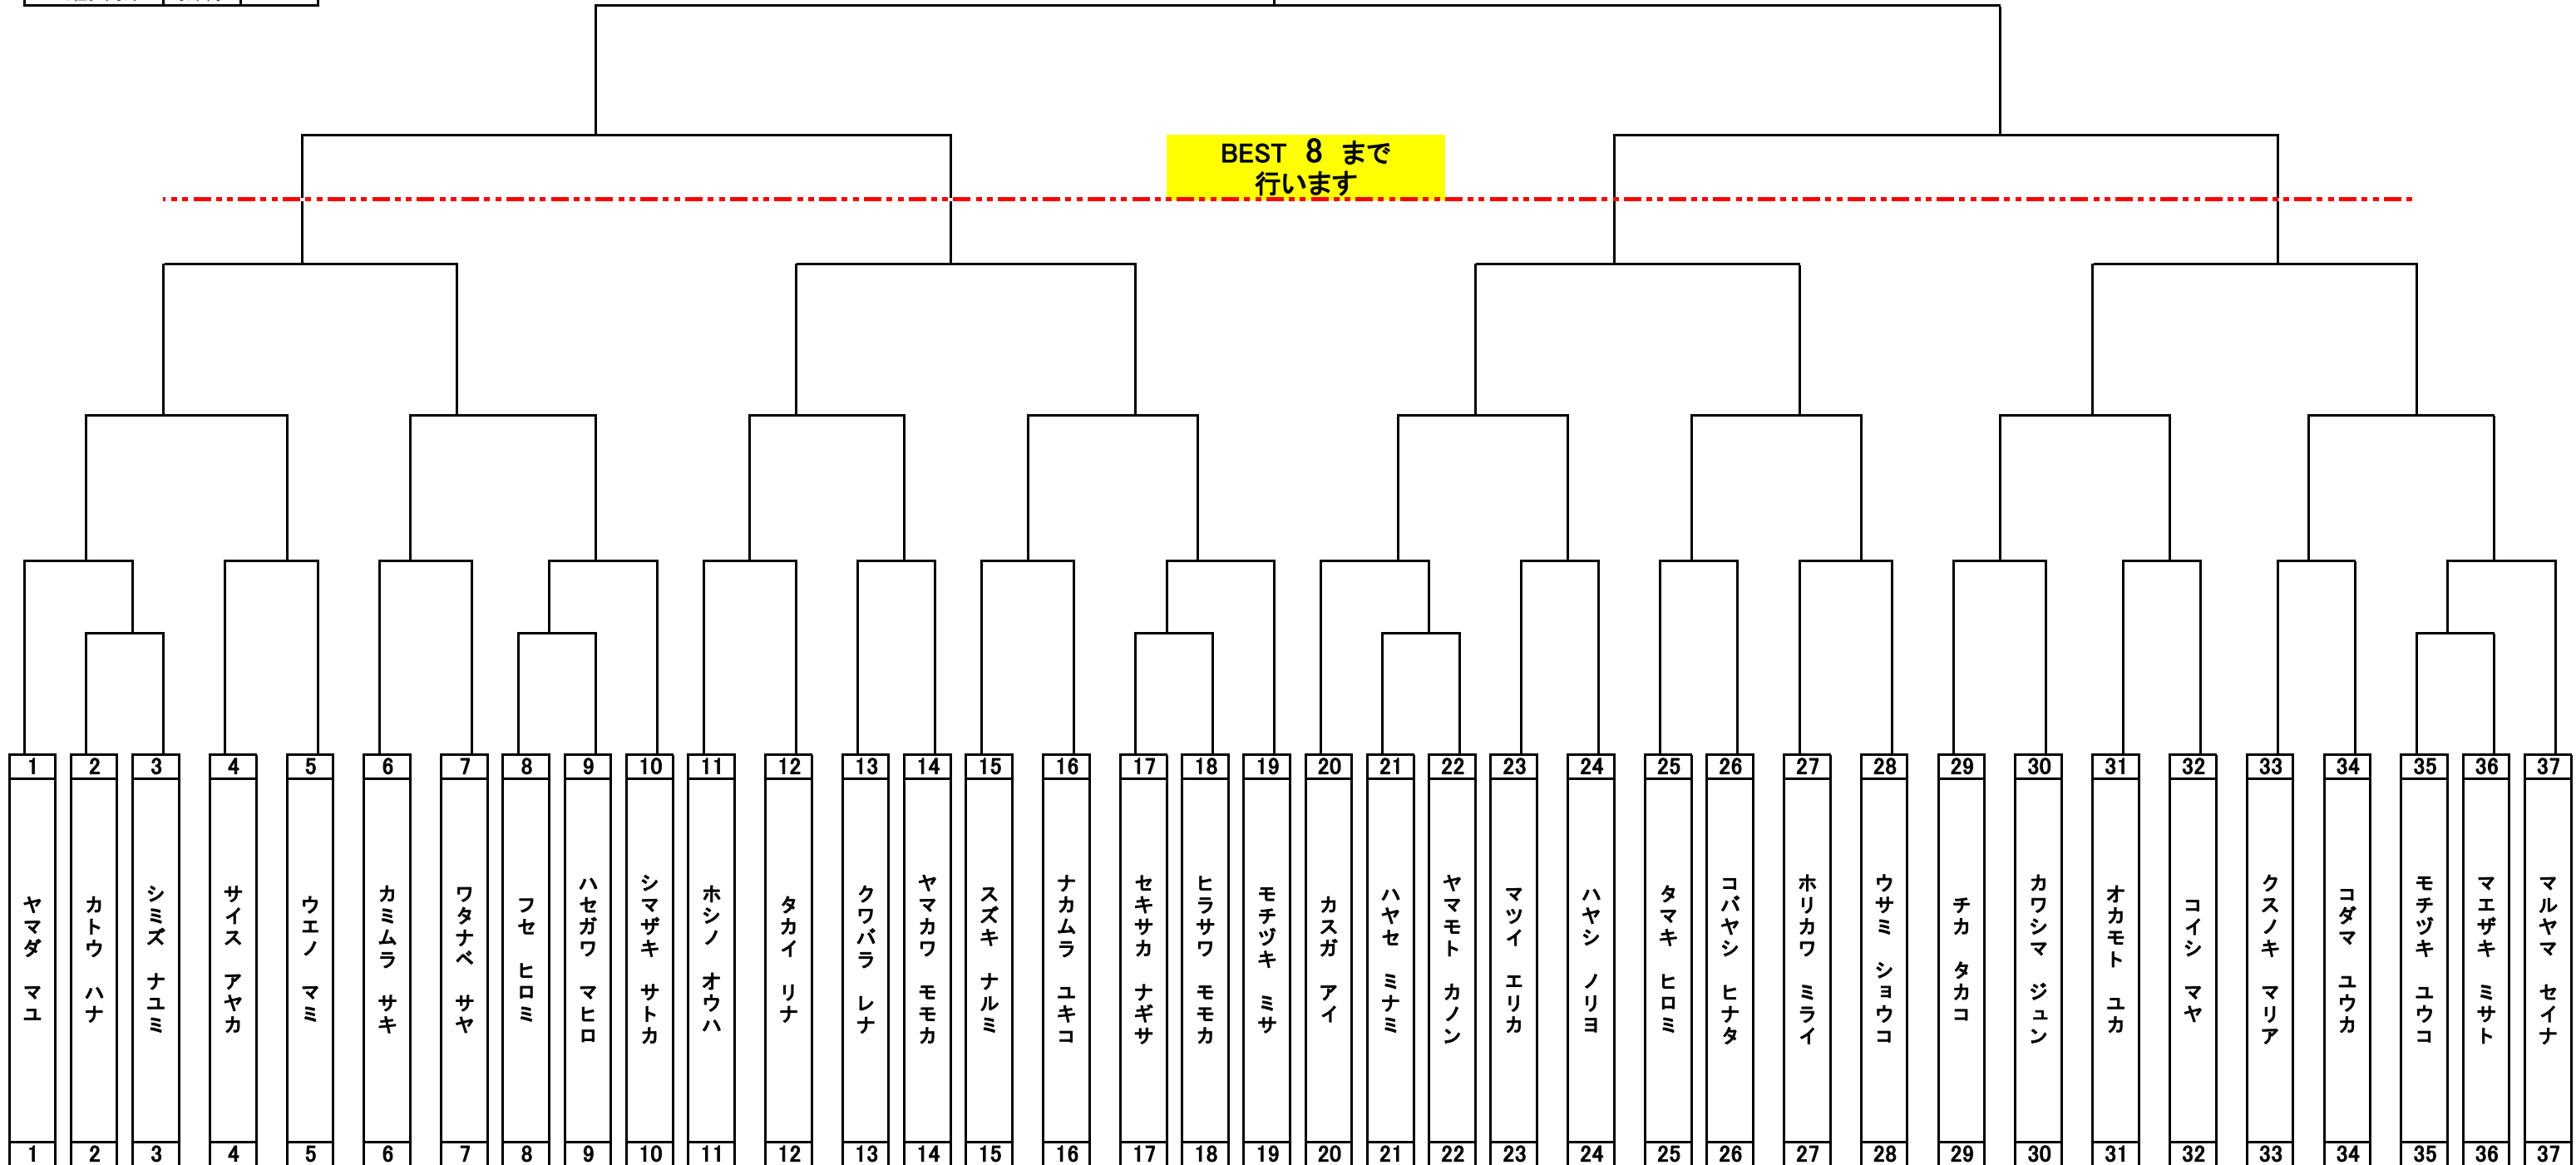 BEST 8 まで
行います
1 2 3 4 5 6 7 8 9 10 11 12 13 14 15 16 17 18 19 20 21 22 23 24 25 26 27 28 29 30 31 32 33 34 35 36 37
ヤマダ マユ
カトウ ハナ
シミズ ナユミ
サイス アヤカ
ウエノ マミ
カミムラ サキ
ワタナベ サヤ
フセ ヒロミ
ハセガワ マヒロ
シマザキ サトカ
ホシノ オウハ
タカイ リナ
クワバラ レナ
ヤマカワ モモカ
スズキ ナルミ
ナカムラ ユキコ
セキサカ ナギサ
ヒラサワ モモカ
モチヅキ ミサ
カスガ アイ
ハヤセ ミナミ
ヤマモト カノン
マツイ エリカ
ハヤシ ノリヨ
タマキ ヒロミ
コバヤシ ヒナタ
ホリカワ ミライ
ウサミ ショウコ
チカ タカコ
カワシマ ジュン
オカモト ユカ
コイシ マヤ
クスノキ マリア
コダマ ユウカ
モチヅキ ユウコ
マエザキ ミサト
マルヤマ セイナ
1 2 3 4 5 6 7 8 9 10 11 12 13 14 15 16 17 18 19 20 21 22 23 24 25 26 27 28 29 30 31 32 33 34 35 36 37